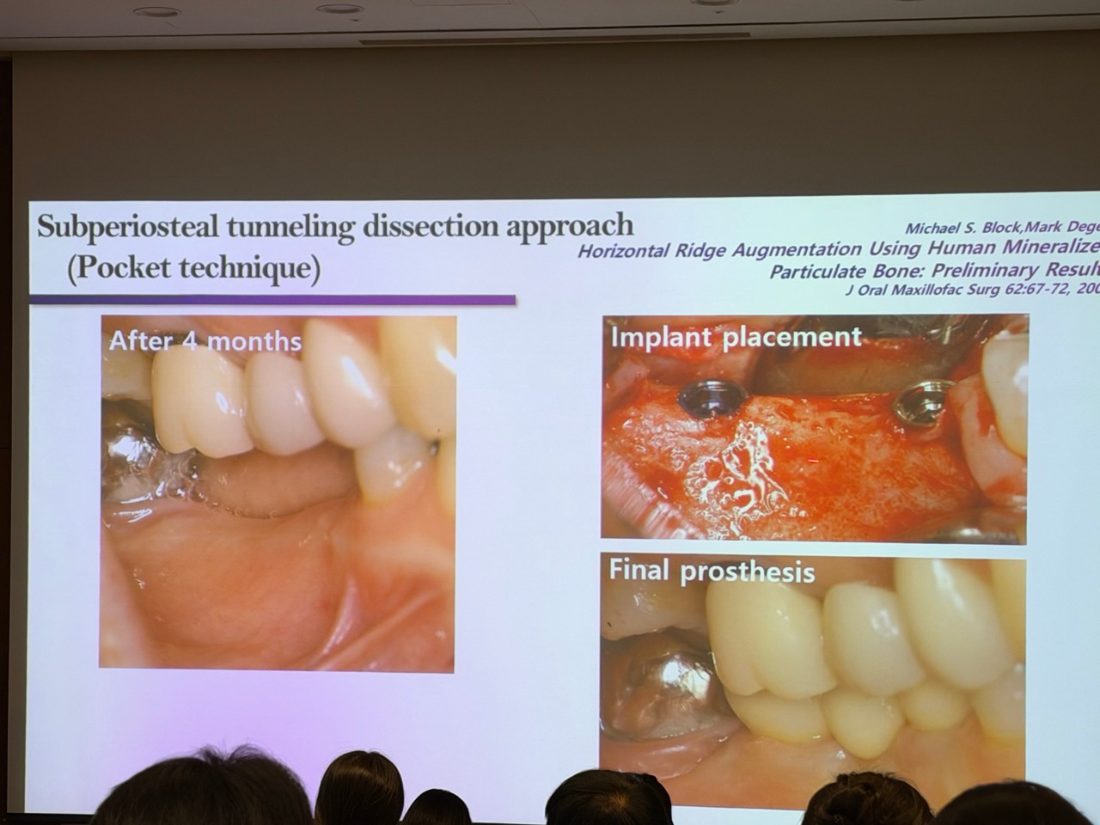 Subperiosteal tunneling dissection approach
(Pocket technique)
Michael S. Block,Mark
Horizontal Ridge Augmentation Using Human
Particulate Bone: Preliminary
J Oral Maxillofac Surg 62:67-72,
After 4 months
Implant placement
Final prosthesis